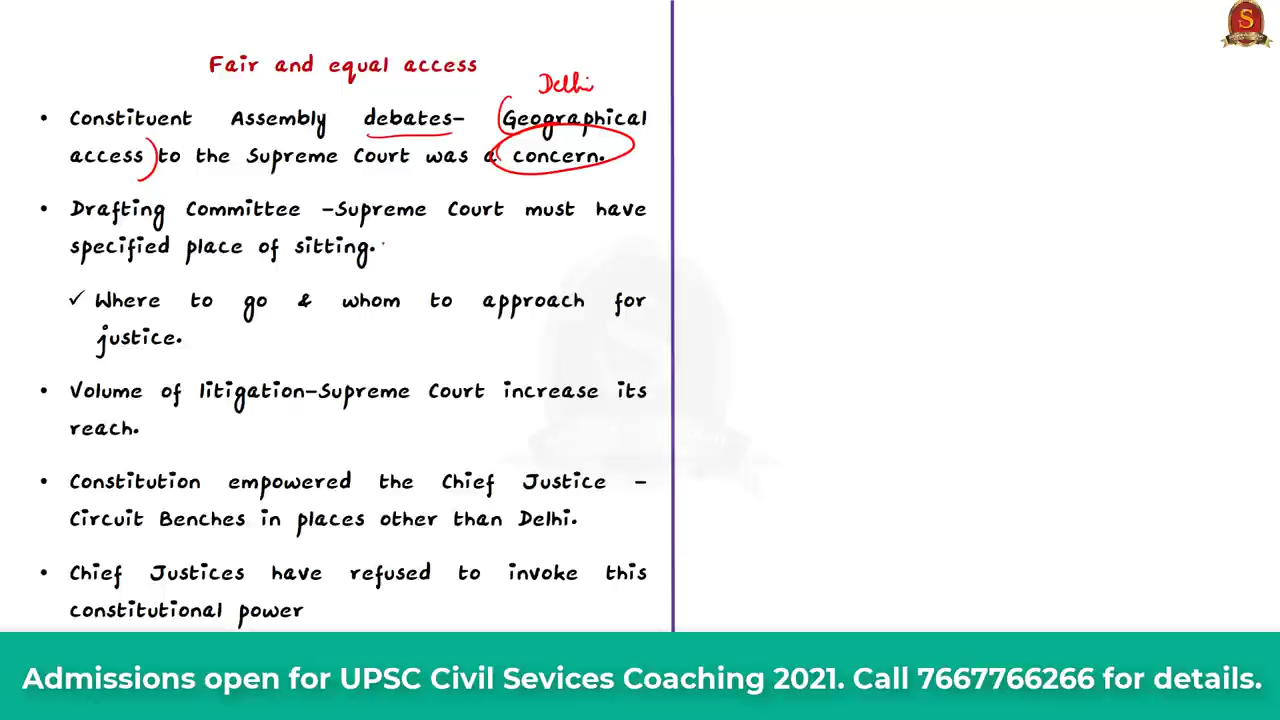 Fair and equal access
Delhi
• Constituent Assembly debates- Geographical
access to the Supreme Court was a concern.
• Drafting Committee -Supreme Court must have
specified place of sitting.
✓ Where to go & whom to approach for
justice.
• Volume of litigation-Supreme Court increase its
reach.
• Constitution empowered the Chief Justice -
Circuit Benches in places other than Delhi.
• Chief Justices have refused to invoke this
constitutional power
Admissions open for UPSC Civil Sevices Coaching 2021. Call 7667766266 for details.